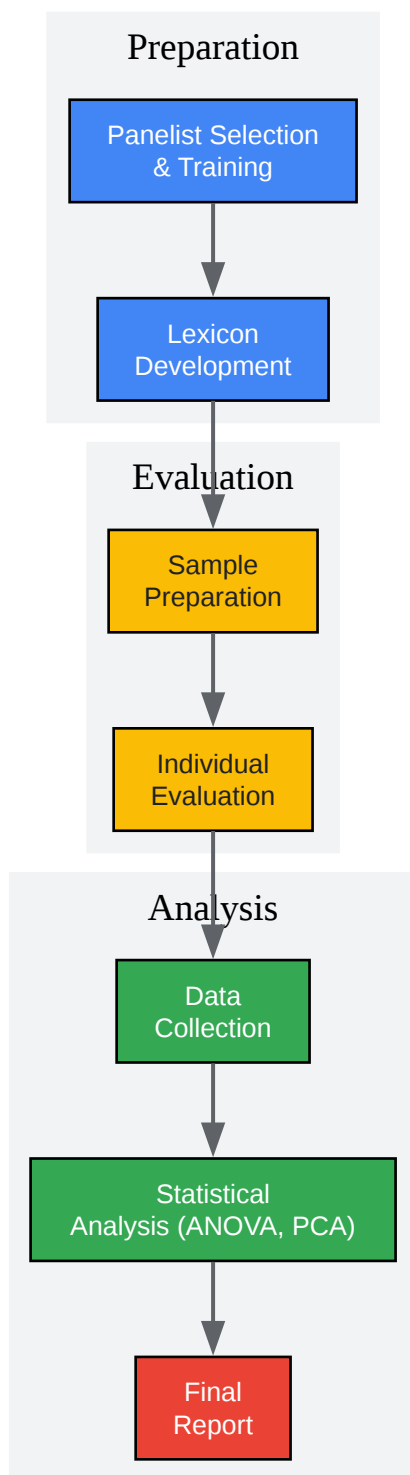 Preparation
Panelist Selection
& Training
Lexicon
Development
Evaluation
Sample
Preparation
Individual
Evaluation
Analysis
Data
Collection
Statistical
Analysis (ANOVA, PCA)
Final
Report